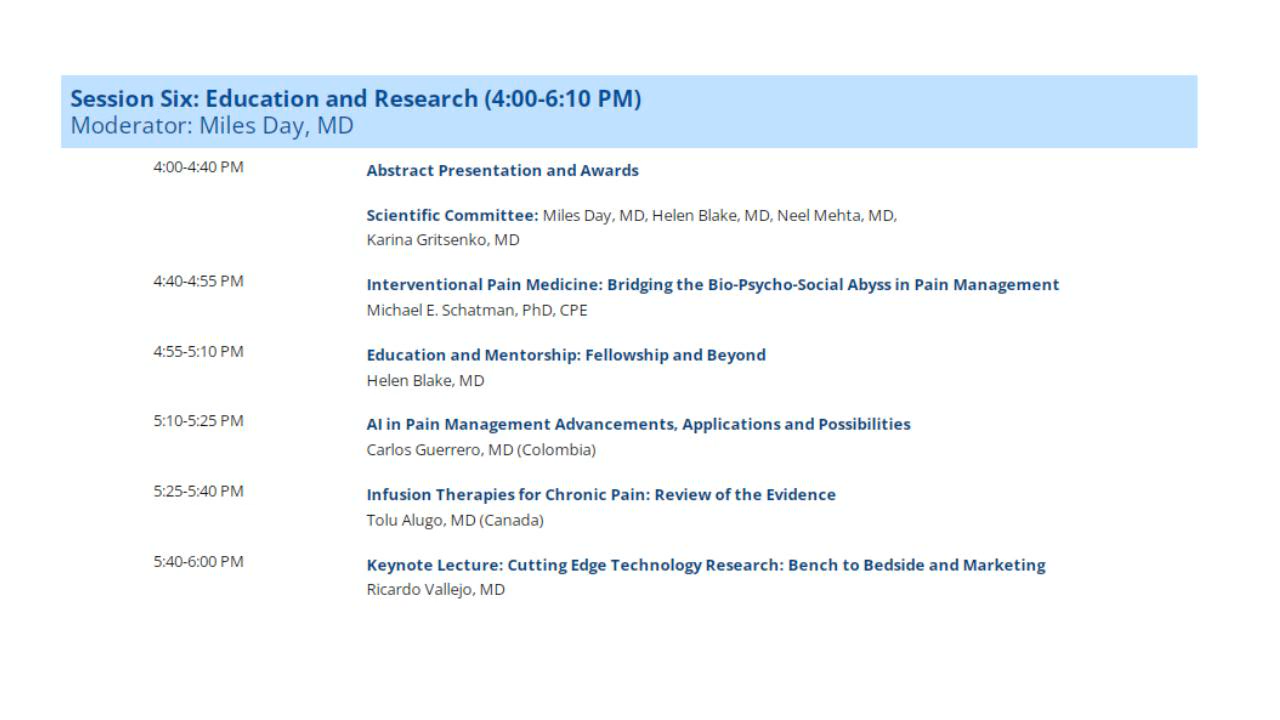 Session Six: Education and Research (4:00-6:10 PM)
Moderator: Miles Day, MD
4:00-4:40 PM
Abstract Presentation and Awards
Scientific Committee: Miles Day, MD, Helen Blake, MD, Neel Mehta, MD,
Karina Gritsenko, MD
4:40-4:55 PM
Interventional Pain Medicine: Bridging the Bio-Psycho-Social Abyss in Pain Management
Michael E. Schatman, PhD, CPE
4:55-5:10 PM
Education and Mentorship: Fellowship and Beyond
Helen Blake, MD
5:10-5:25 PM
AI in Pain Management Advancements, Applications and Possibilities
Carlos Guerrero, MD (Colombia)
5:25-5:40 PM
Infusion Therapies for Chronic Pain: Review of the Evidence
Tolu Alugo, MD (Canada)
5:40-6:00 PM
Keynote Lecture: Cutting Edge Technology Research: Bench to Bedside and Marketing
Ricardo Vallejo, MD